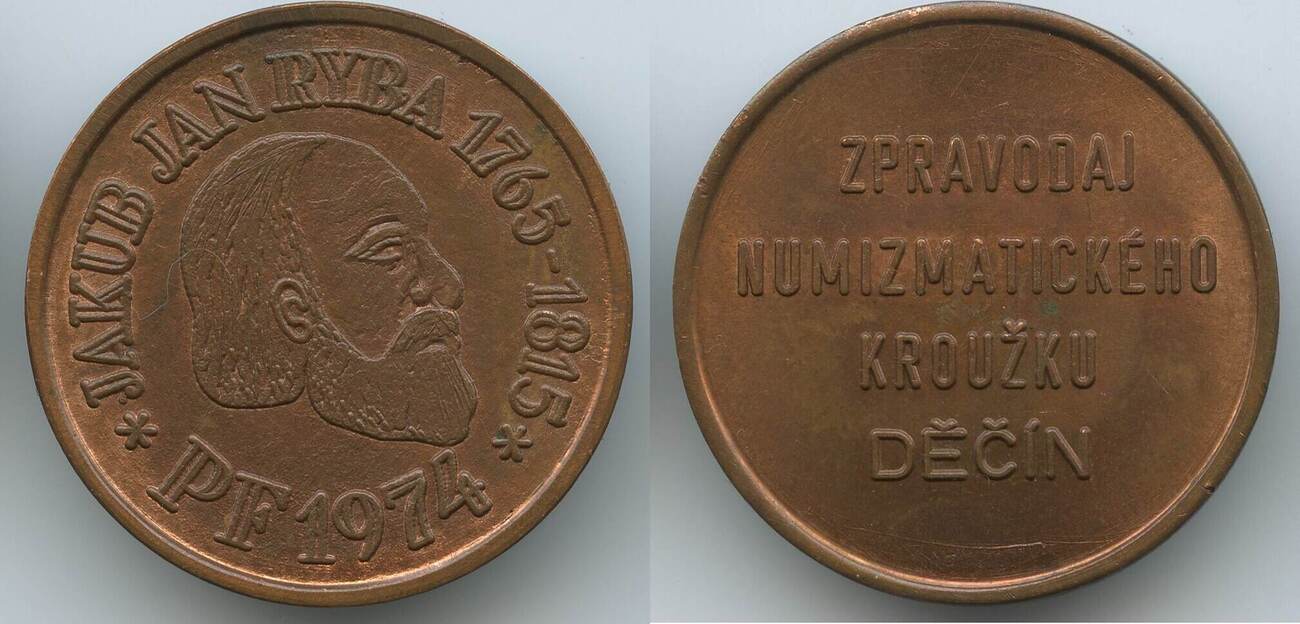 JAKUB JAN RYBA 1765-1815
* PF 1974 *
ZPRAVODAJ
NUMIZMATICKÉHO
KROUŽKU
DĚČÍN